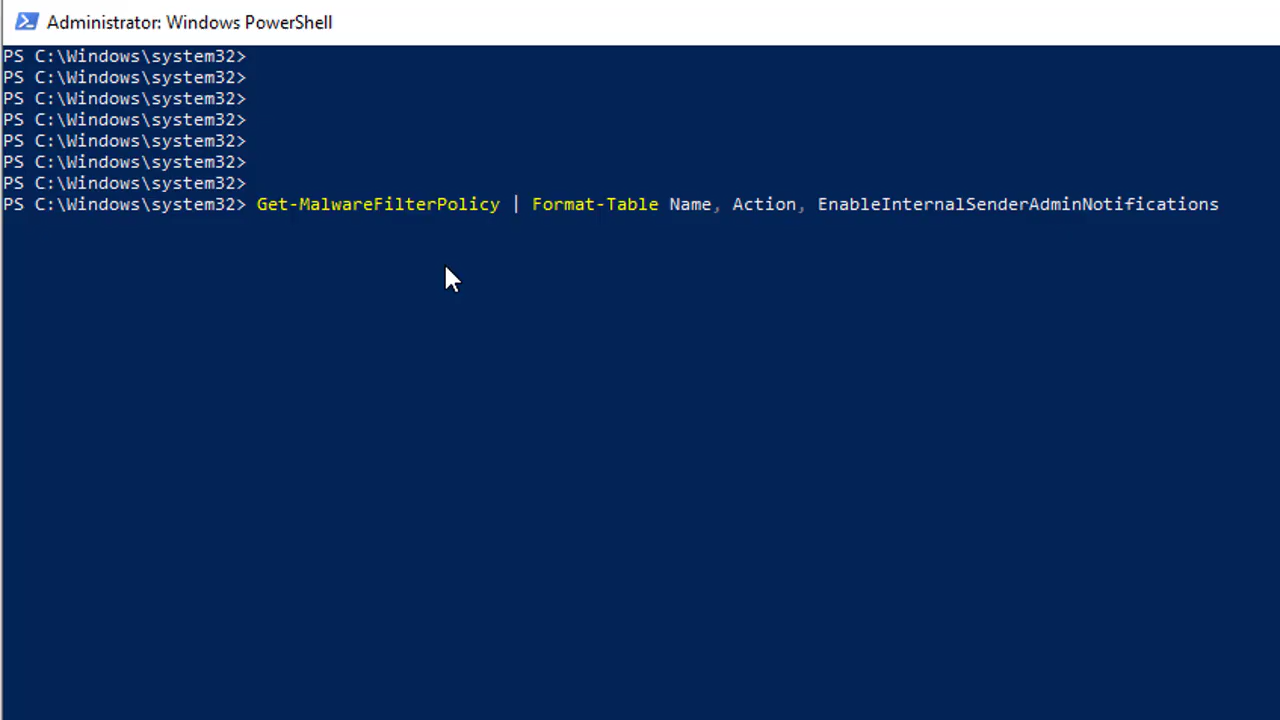 Administrator: Windows PowerShell
PS C:\Windows\system32>
PS C:\Windows\system32>
PS C:\Windows\system32>
PS C:\Windows\system32>
PS C:\Windows\system32>
PS C:\Windows\system32>
PS C:\Windows\system32>
PS C:\Windows\system32> Get-MalwareFilterPolicy | Format-Table Name, Action, EnableInternalSenderAdminNotifications